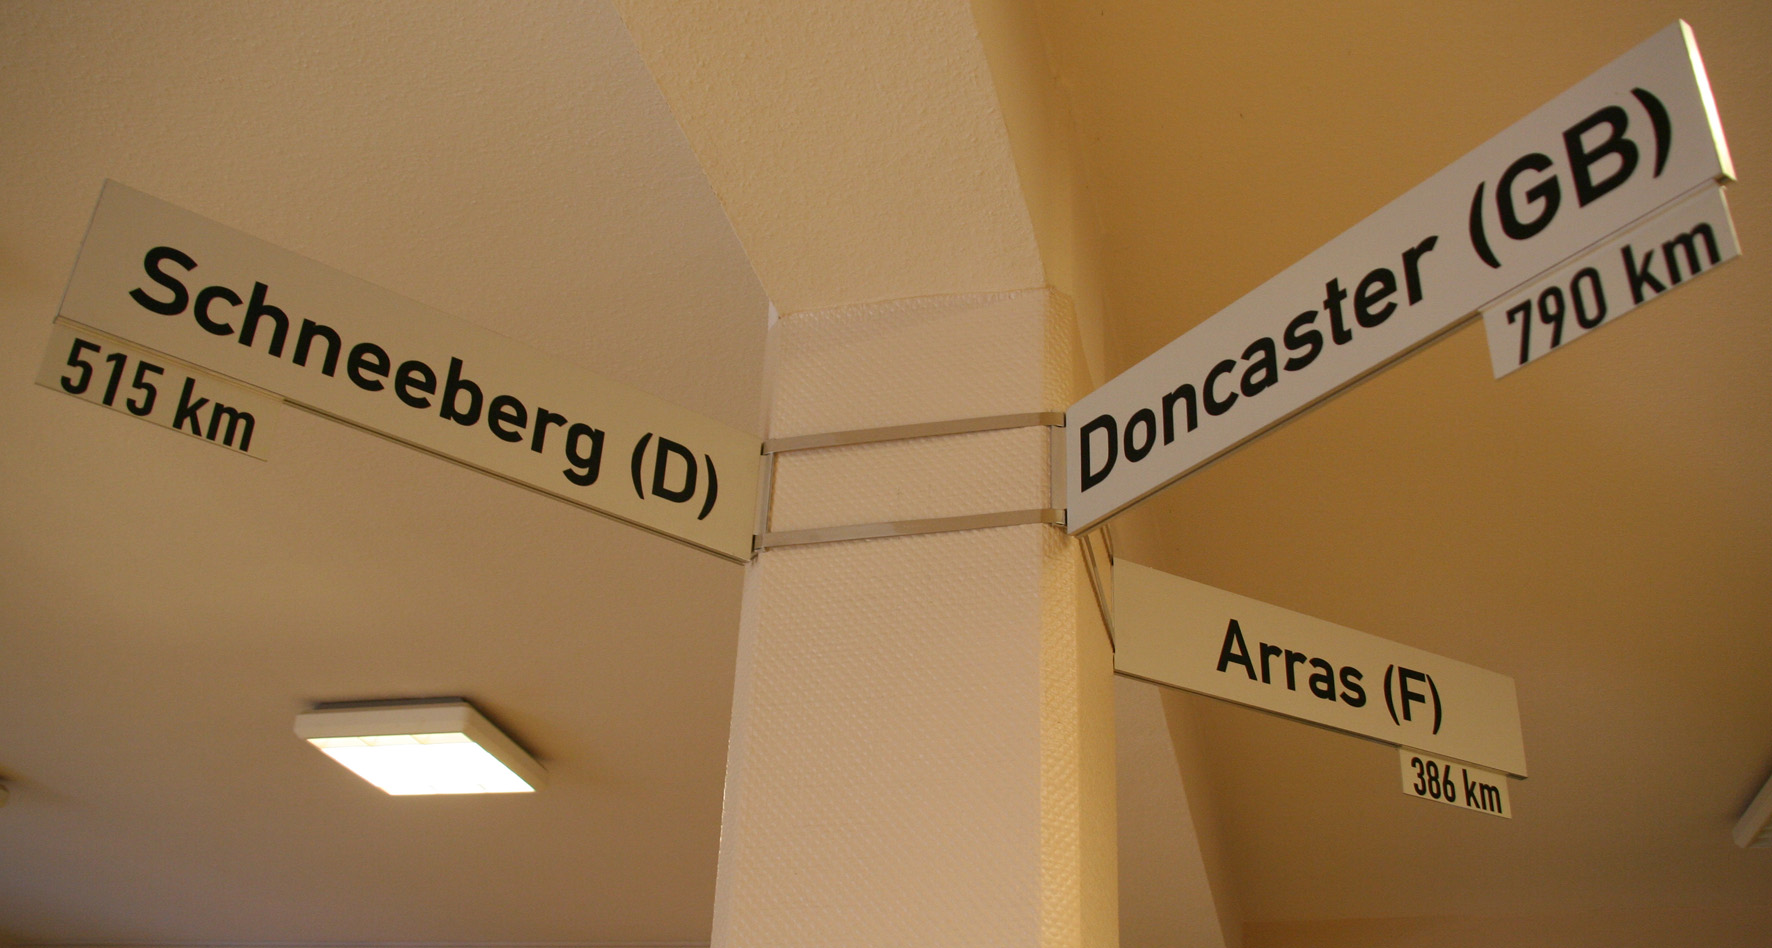 Schneeberg (D)
515 km
Doncaster (GB)
790 km
Arras (F)
386 km